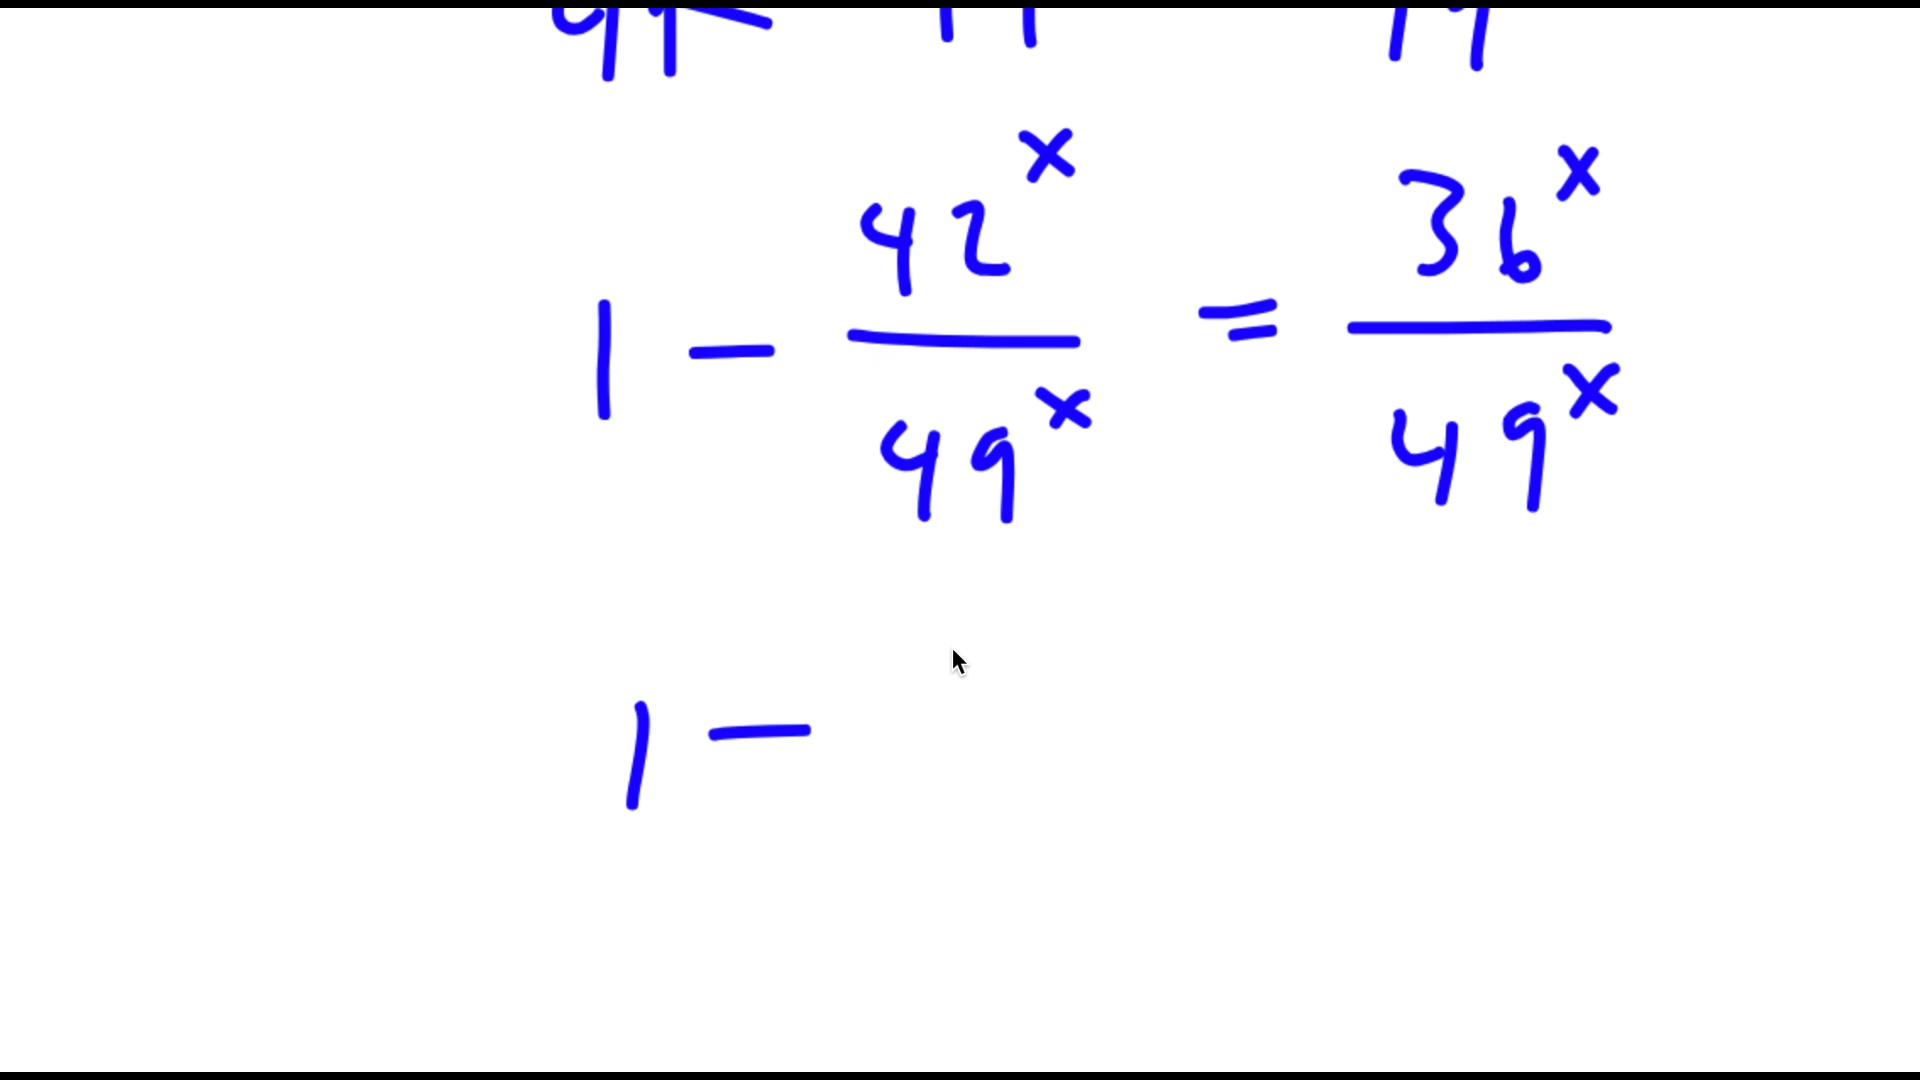 1 - 42^x / 49^x = 36^x / 49^x
1 -